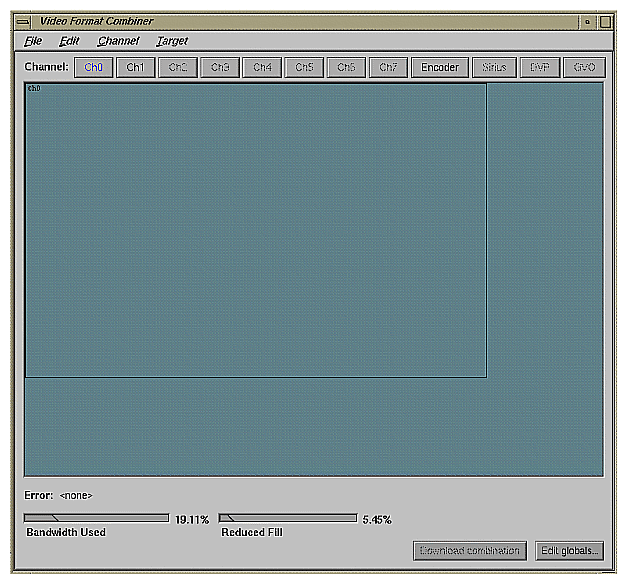 Video Format Combiner
File Edit Channel Target
Channel: Ch0 Ch1 Ch2 Ch3 Ch4 Ch5 Ch6 Ch7 Encoder Sirius DVP GVO
ch0
Error: <none>
19.11% 5.45%
Bandwidth Used Reduced Fill
Download combination Edit globals...